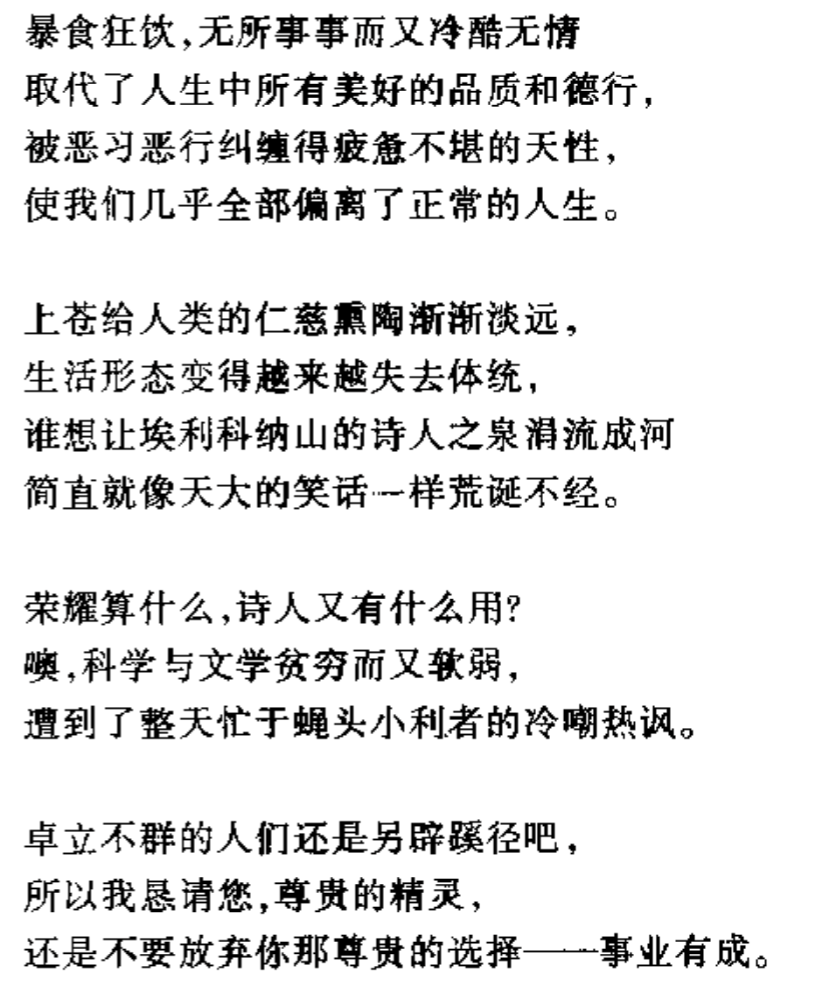 暴食狂饮,无所事事而又冷酷无情
取代了人生中所有美好的品质和德行,
被恶习恶行纠缠得疲惫不堪的天性,
使我们几乎全部偏离了正常的人生。
上苍给人类的仁慈熏陶渐渐淡远,
生活形态变得越来越失去体统,
谁想让埃利科纳山的诗人之泉涓流成河
简直就像天大的笑话一样荒诞不经。
荣耀算什么,诗人又有什么用?
噢,科学与文学贫穷而又软弱,
遭到了整天忙于蝇头小利者的冷嘲热讽。
卓立不群的人们还是另辟蹊径吧,
所以我恳请您,尊贵的精灵,
还是不要放弃你那尊贵的选择——事业有成。